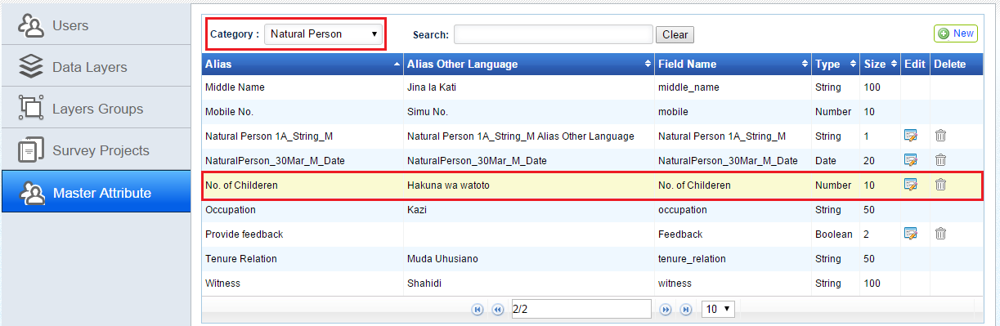 Users
Data Layers
Layers Groups
Survey Projects
Master Attribute
Category : Natural Person Search: Clear New
Alias Alias Other Language Field Name Type Size Edit Delete
Middle Name Jina la Kati middle_name String 100
Mobile No. Simu No. mobile Number 10
Natural Person 1A_String_M Natural Person 1A_String_M Alias Other Language Natural Person 1A_String_M String 1
NaturalPerson_30Mar_M_Date NaturalPerson_30Mar_M_Date NaturalPerson_30Mar_M_Date Date 20
No. of Childeren Hakuna wa watoto No. of Childeren Number 10
Occupation Kazi occupation String 50
Provide feedback Feedback Boolean 2
Tenure Relation Muda Uhusiano tenure_relation String 50
Witness Shahidi witness String 100
2/2 10